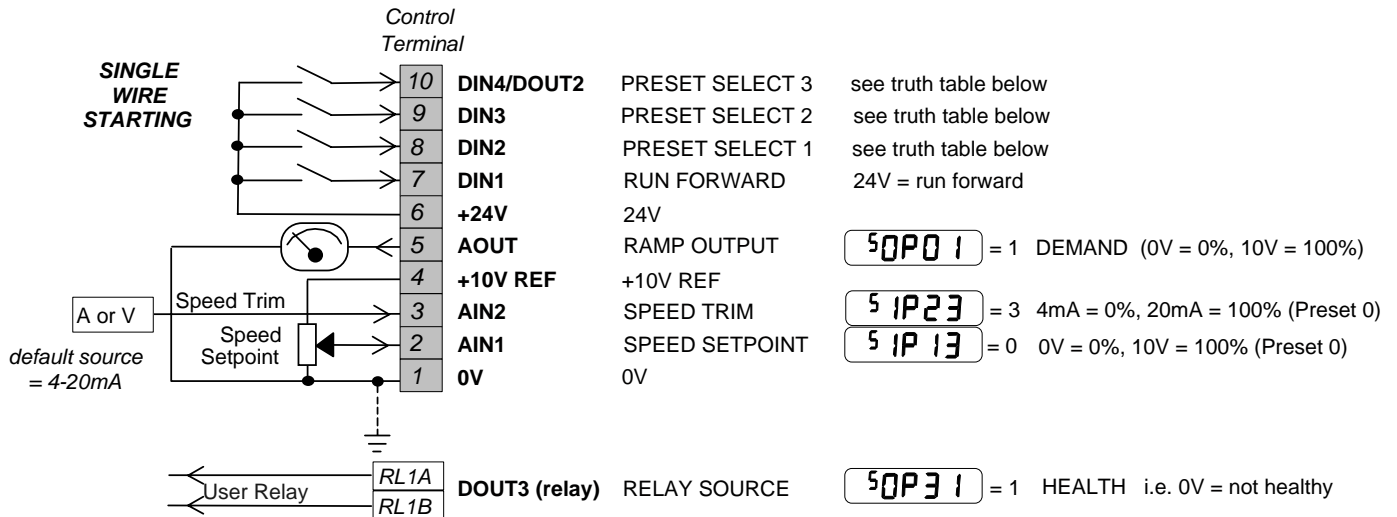 Control
Terminal
SINGLE
WIRE
STARTING
10 DIN4/DOUT2 PRESET SELECT 3 see truth table below
9 DIN3 PRESET SELECT 2 see truth table below
8 DIN2 PRESET SELECT 1 see truth table below
7 DIN1 RUN FORWARD 24V = run forward
6 +24V 24V
5 AOUT RAMP OUTPUT SOP01 = 1 DEMAND (0V = 0%, 10V = 100%)
4 +10V REF +10V REF
A or V Speed Trim 3 AIN2 SPEED TRIM SIP23 = 3 4mA = 0%, 20mA = 100% (Preset 0)
Speed
Setpoint 2 AIN1 SPEED SETPOINT SIP13 = 0 0V = 0%, 10V = 100% (Preset 0)
default source
= 4-20mA
1 0V 0V
RL1A
User Relay DOUT3 (relay) RELAY SOURCE SOP31 = 1 HEALTH i.e. 0V = not healthy
RL1B